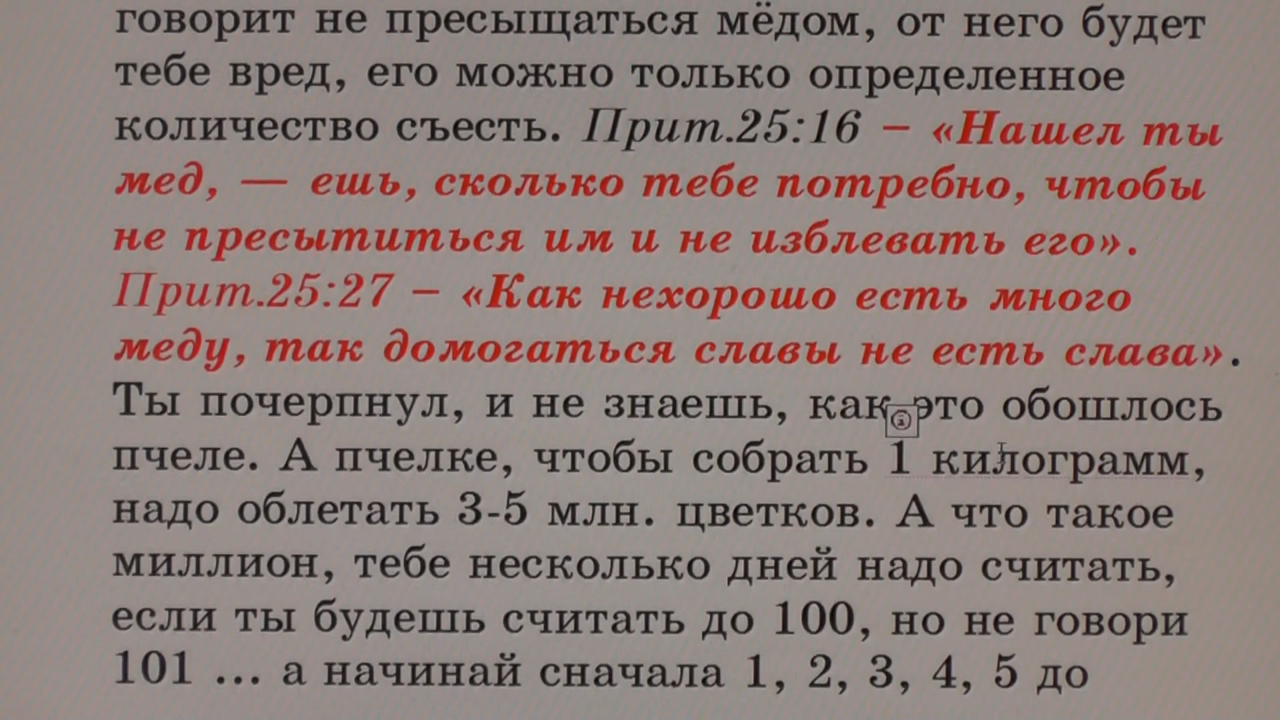 говорит не пресыщаться мёдом, от него будет
тебе вред, его можно только определенное
количество съесть. Прит.25:16 – «Нашел ты
мед, — ешь, сколько тебе потребно, чтобы
не пресытиться им и не изблевать его».
Прит.25:27 – «Как нехорошо есть много
меду, так домогаться славы не есть слава».
Ты почерпнул, и не знаешь, как это обошлось
пчеле. А пчелке, чтобы собрать 1 килограмм,
надо облетать 3-5 млн. цветков. А что такое
миллион, тебе несколько дней надо считать,
если ты будешь считать до 100, но не говори
101 ... а начинай сначала 1, 2, 3, 4, 5 до